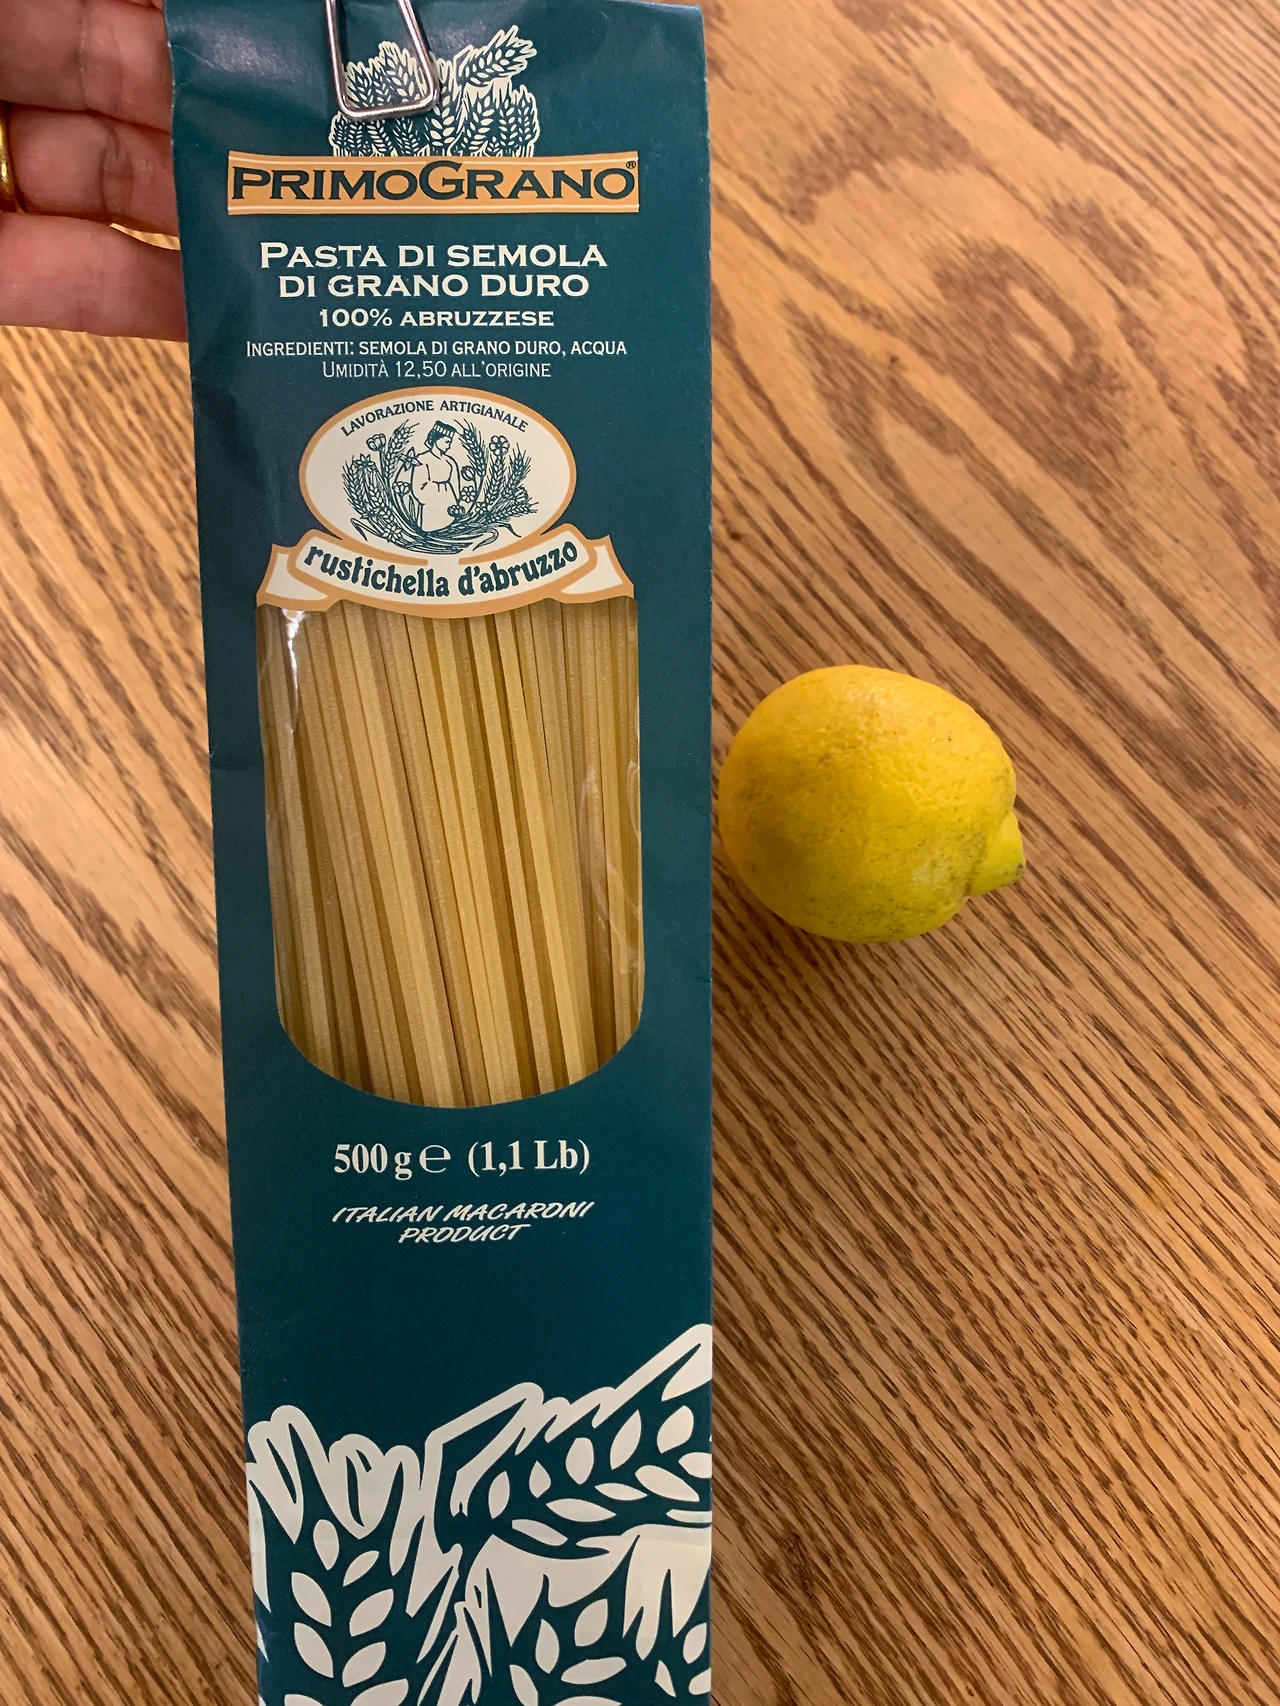 PRIMOGRANO®
PASTA DI SEMOLA
DI GRANO DURO
100% ABRUZZESE
INGREDIENTI: SEMOLA DI GRANO DURO, ACQUA
UMIDITÀ 12,50 ALL'ORIGINE
LAVORAZIONE ARTIGIANALE
rustichella d'abruzzo
500 g ℮ (1,1 Lb)
ITALIAN MACARONI
PRODUCT